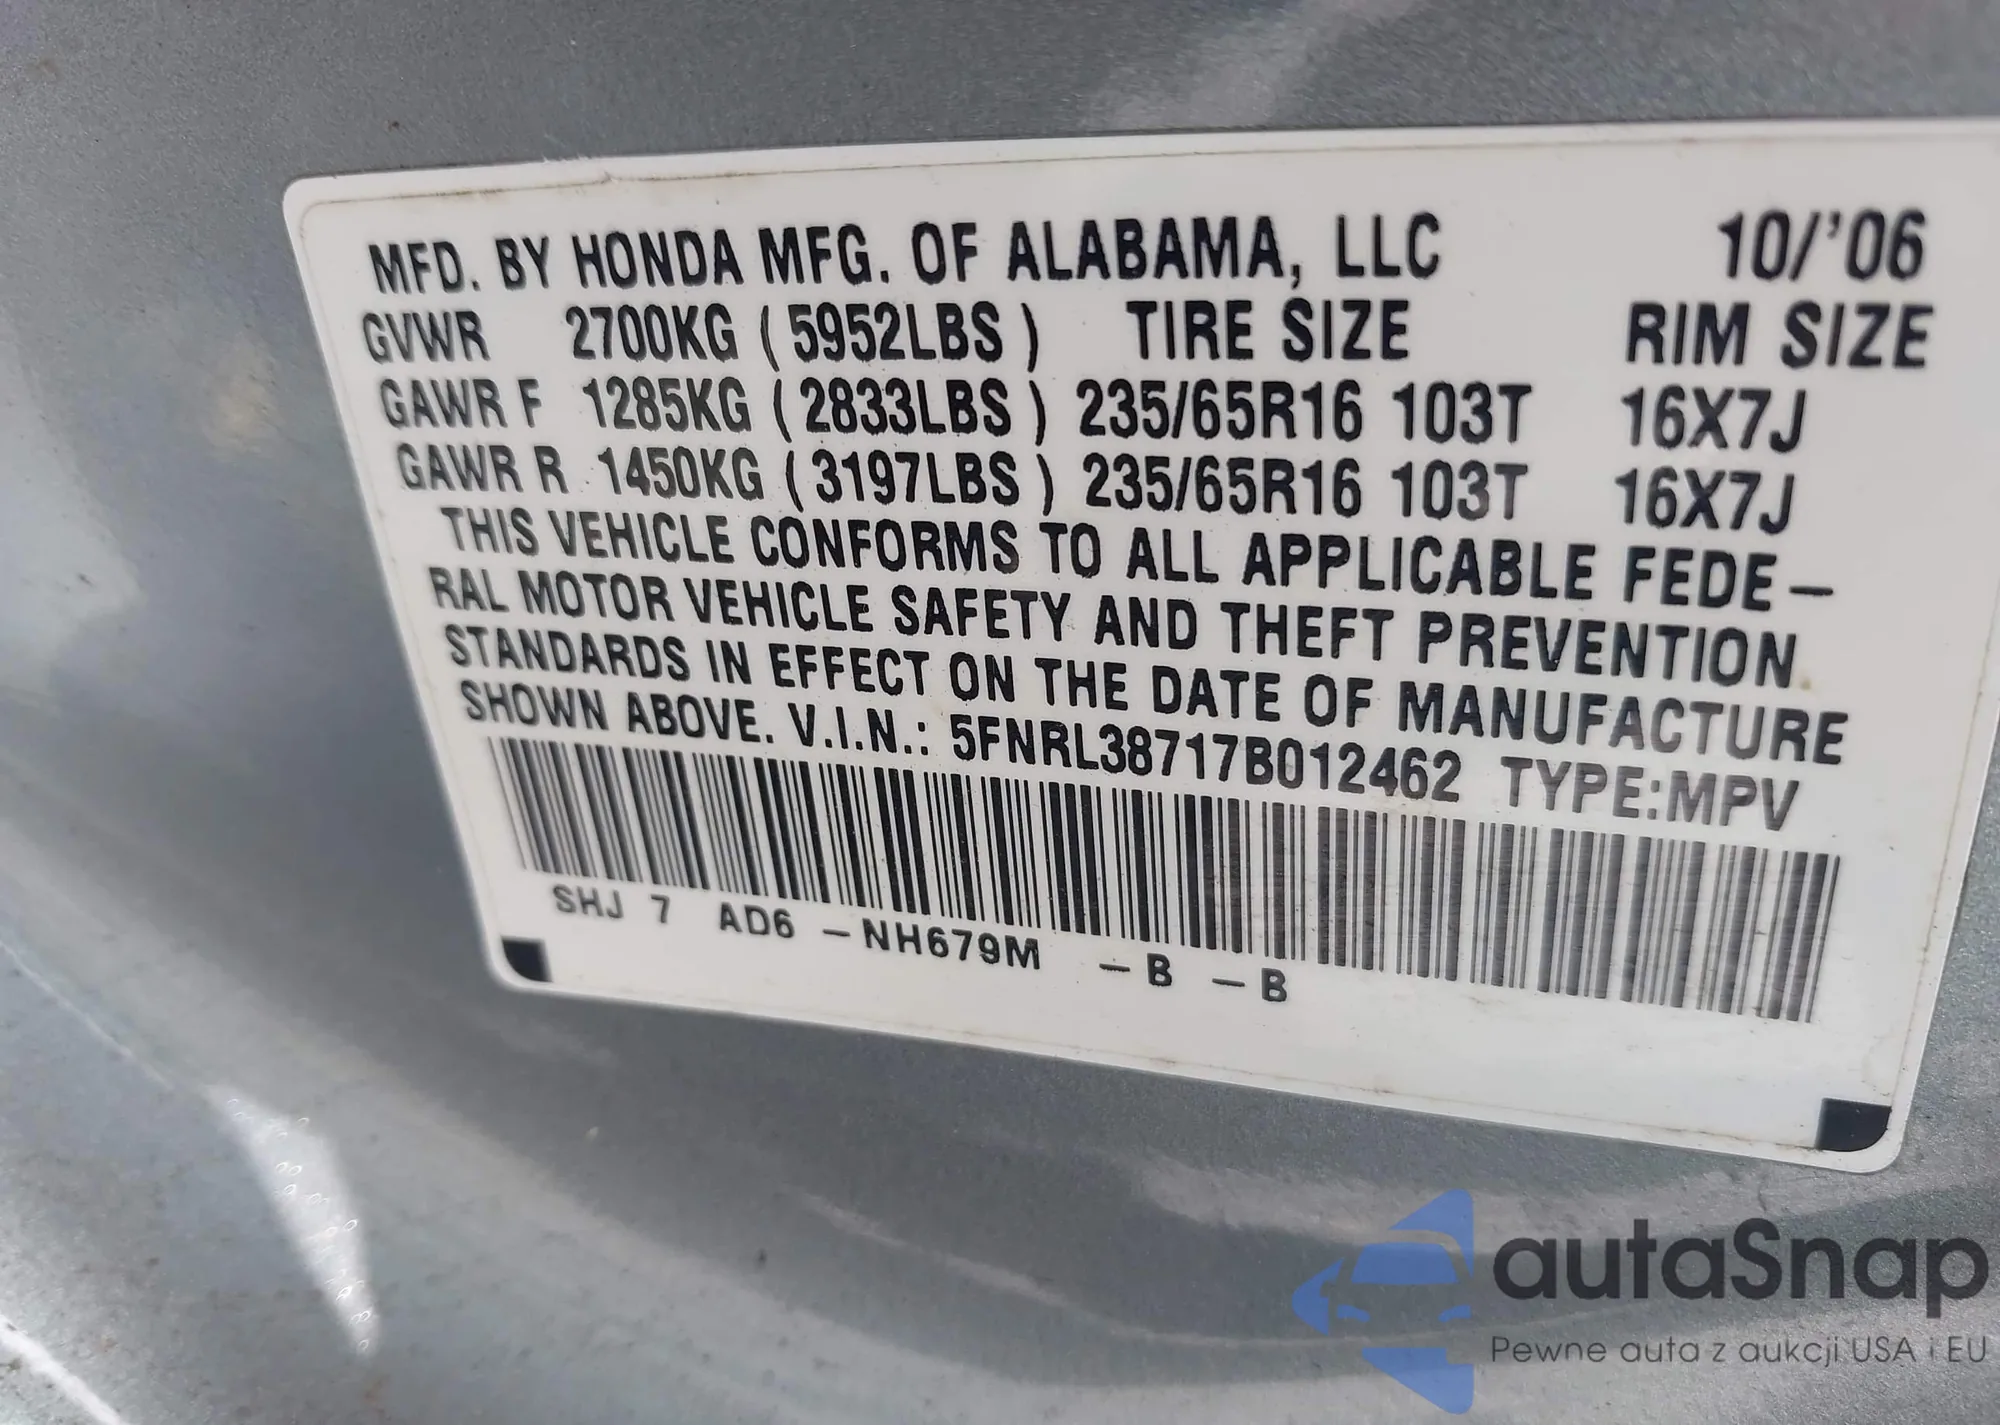 MFD. BY HONDA MFG. OF ALABAMA, LLC 10/'06
GVWR 2700KG ( 5952LBS ) TIRE SIZE RIM SIZE
GAWR F 1285KG ( 2833LBS ) 235/65R16 103T 16X7J
GAWR R 1450KG ( 3197LBS ) 235/65R16 103T 16X7J
THIS VEHICLE CONFORMS TO ALL APPLICABLE FEDE–
RAL MOTOR VEHICLE SAFETY AND THEFT PREVENTION
STANDARDS IN EFFECT ON THE DATE OF MANUFACTURE
SHOWN ABOVE. V.I.N.: 5FNRL38717B012462 TYPE:MPV
SHJ 7 AD6 –NH679M –B –B
autaSnap
Pewne auta z aukcji USA i EU